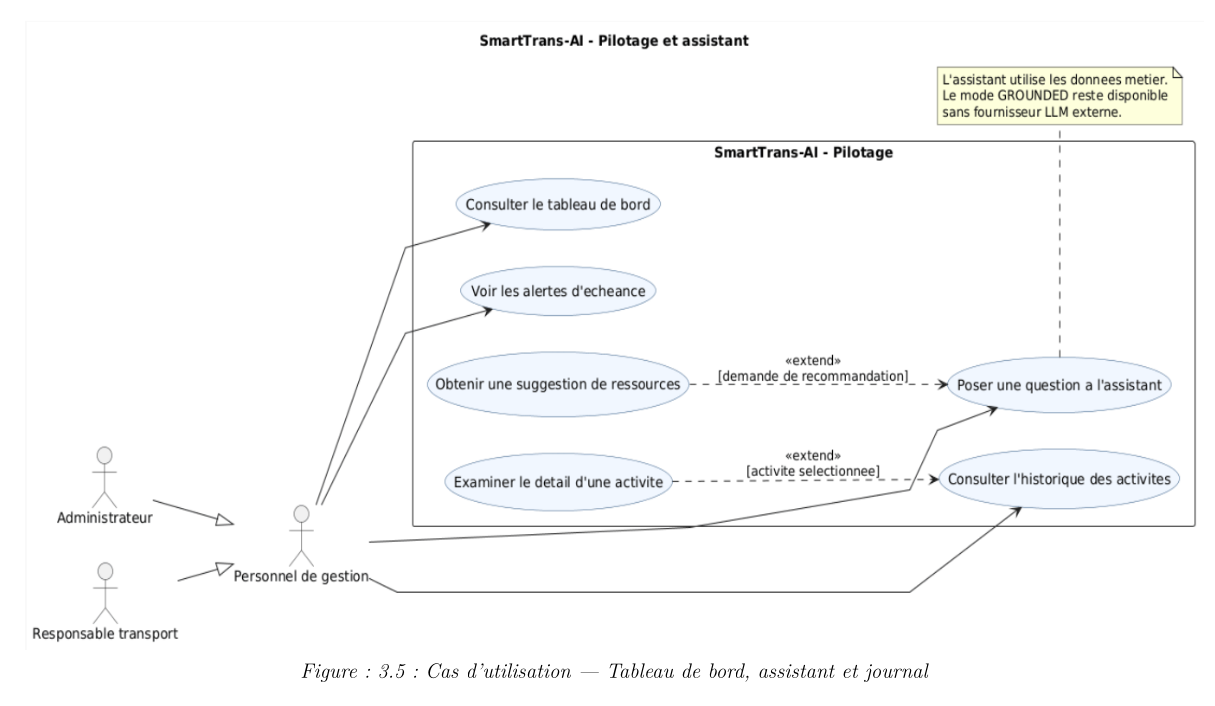 SmartTrans-AI - Pilotage et assistant
L'assistant utilise les donnees metier.
Le mode GROUNDED reste disponible
sans fournisseur LLM externe.
SmartTrans-AI - Pilotage
Consulter le tableau de bord
Voir les alertes d'echeance
«extend»
[demande de recommandation]
Obtenir une suggestion de ressources
Poser une question a l'assistant
«extend»
[activite selectionnee]
Examiner le detail d'une activite
Consulter l'historique des activites
Administrateur
Personnel de gestion
Responsable transport
Figure : 3.5 : Cas d'utilisation — Tableau de bord, assistant et journal